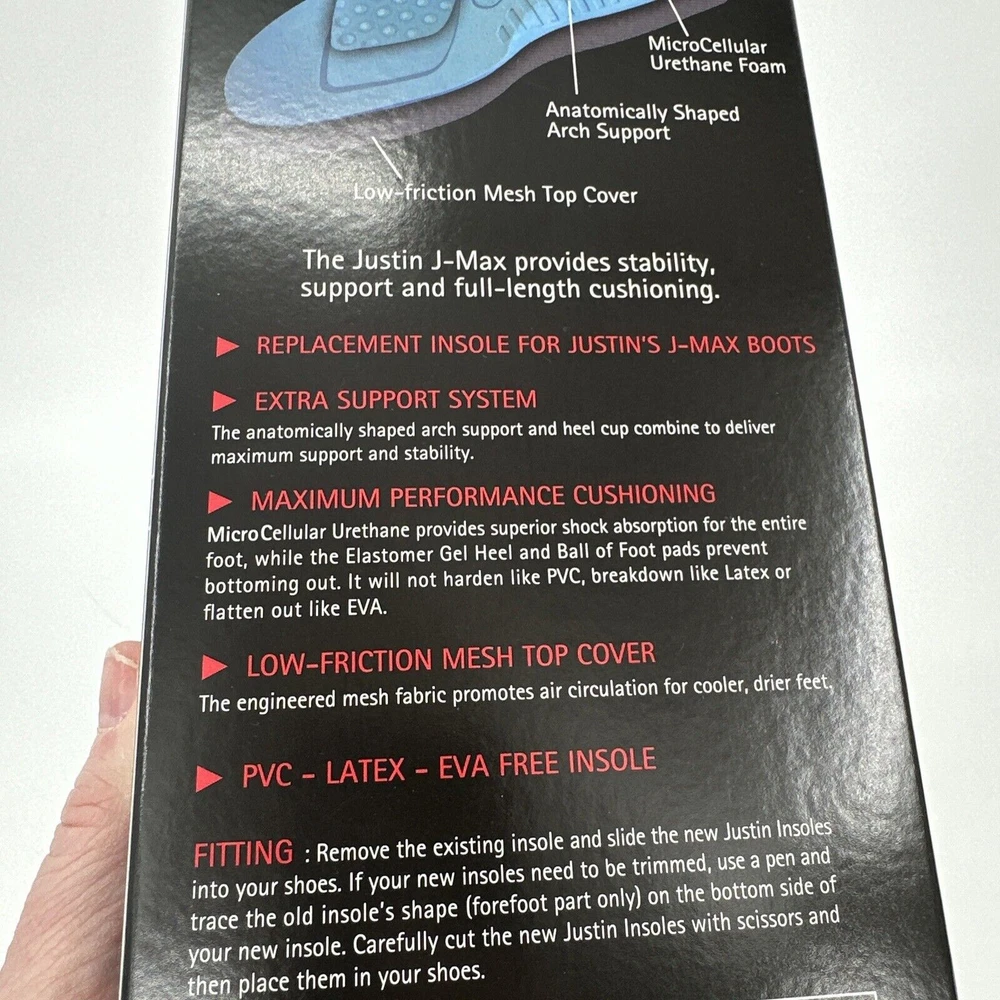 MicroCellular
Urethane Foam
Anatomically Shaped
Arch Support
Low-friction Mesh Top Cover
The Justin J-Max provides stability,
support and full-length cushioning.
REPLACEMENT INSOLE FOR JUSTIN'S J-MAX BOOTS
EXTRA SUPPORT SYSTEM
The anatomically shaped arch support and heel cup combine to deliver
maximum support and stability.
MAXIMUM PERFORMANCE CUSHIONING
MicroCellular Urethane provides superior shock absorption for the entire
foot, while the Elastomer Gel Heel and Ball of Foot pads prevent
bottoming out. It will not harden like PVC, breakdown like Latex or
flatten out like EVA.
LOW-FRICTION MESH TOP COVER
The engineered mesh fabric promotes air circulation for cooler, drier feet.
PVC - LATEX - EVA FREE INSOLE
FITTING : Remove the existing insole and slide the new Justin Insoles
into your shoes. If your new insoles need to be trimmed, use a pen and
trace the old insole's shape (forefoot part only) on the bottom side of
your new insole. Carefully cut the new Justin Insoles with scissors and
then place them in your shoes.